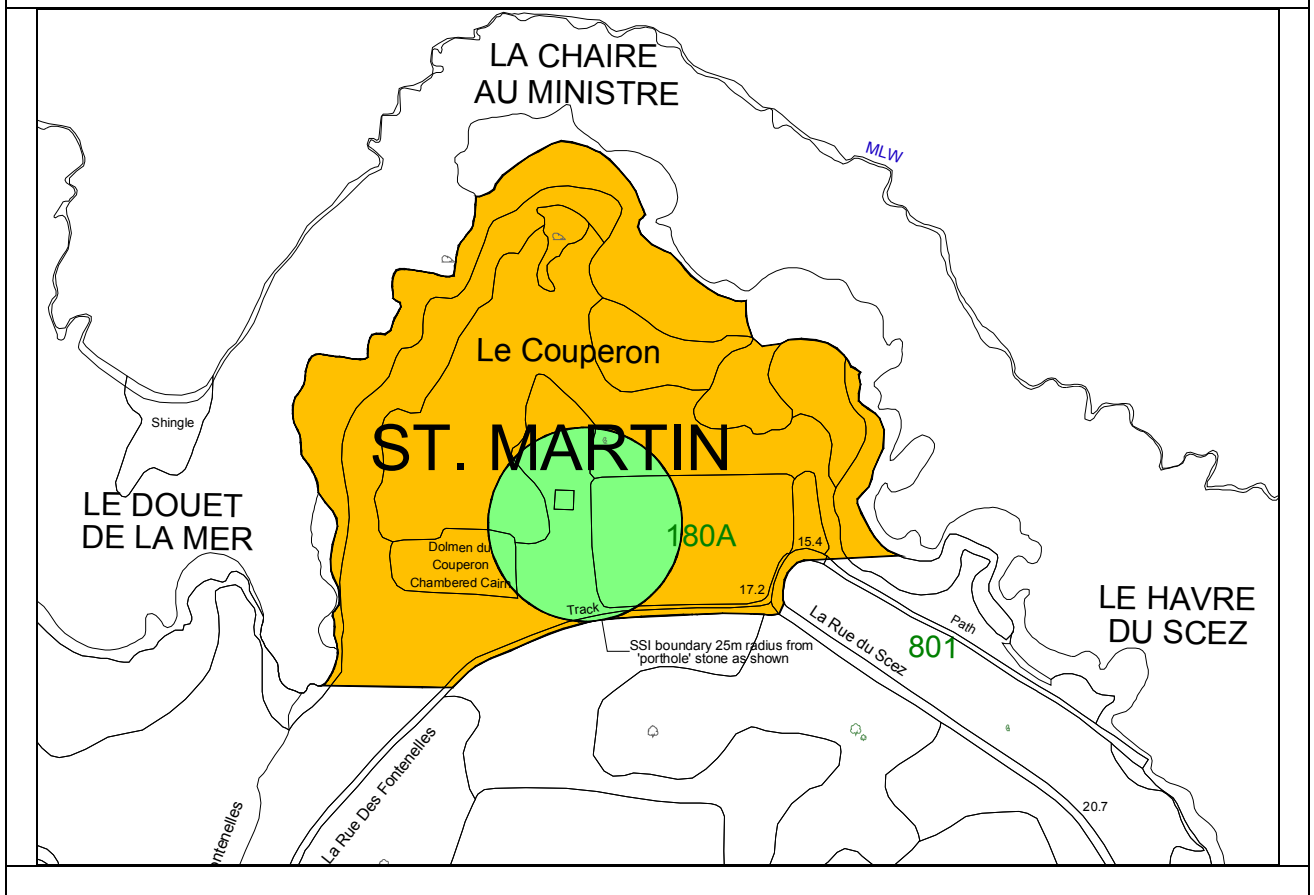 LA CHAIRE
AU MINISTRE
MLW
Le Couperon
Shingle
ST. MARTIN
LE DOUET
DE LA MER
180A
15.4
Dolmen du
Couperon
Chambered Cairn
17.2
Track
LE HAVRE
DU SCEZ
La Rue du Scez
Path
801
SSI boundary 25m radius from
'porthole' stone as shown
La Rue Des Fontenelles
ntenelles
20.7